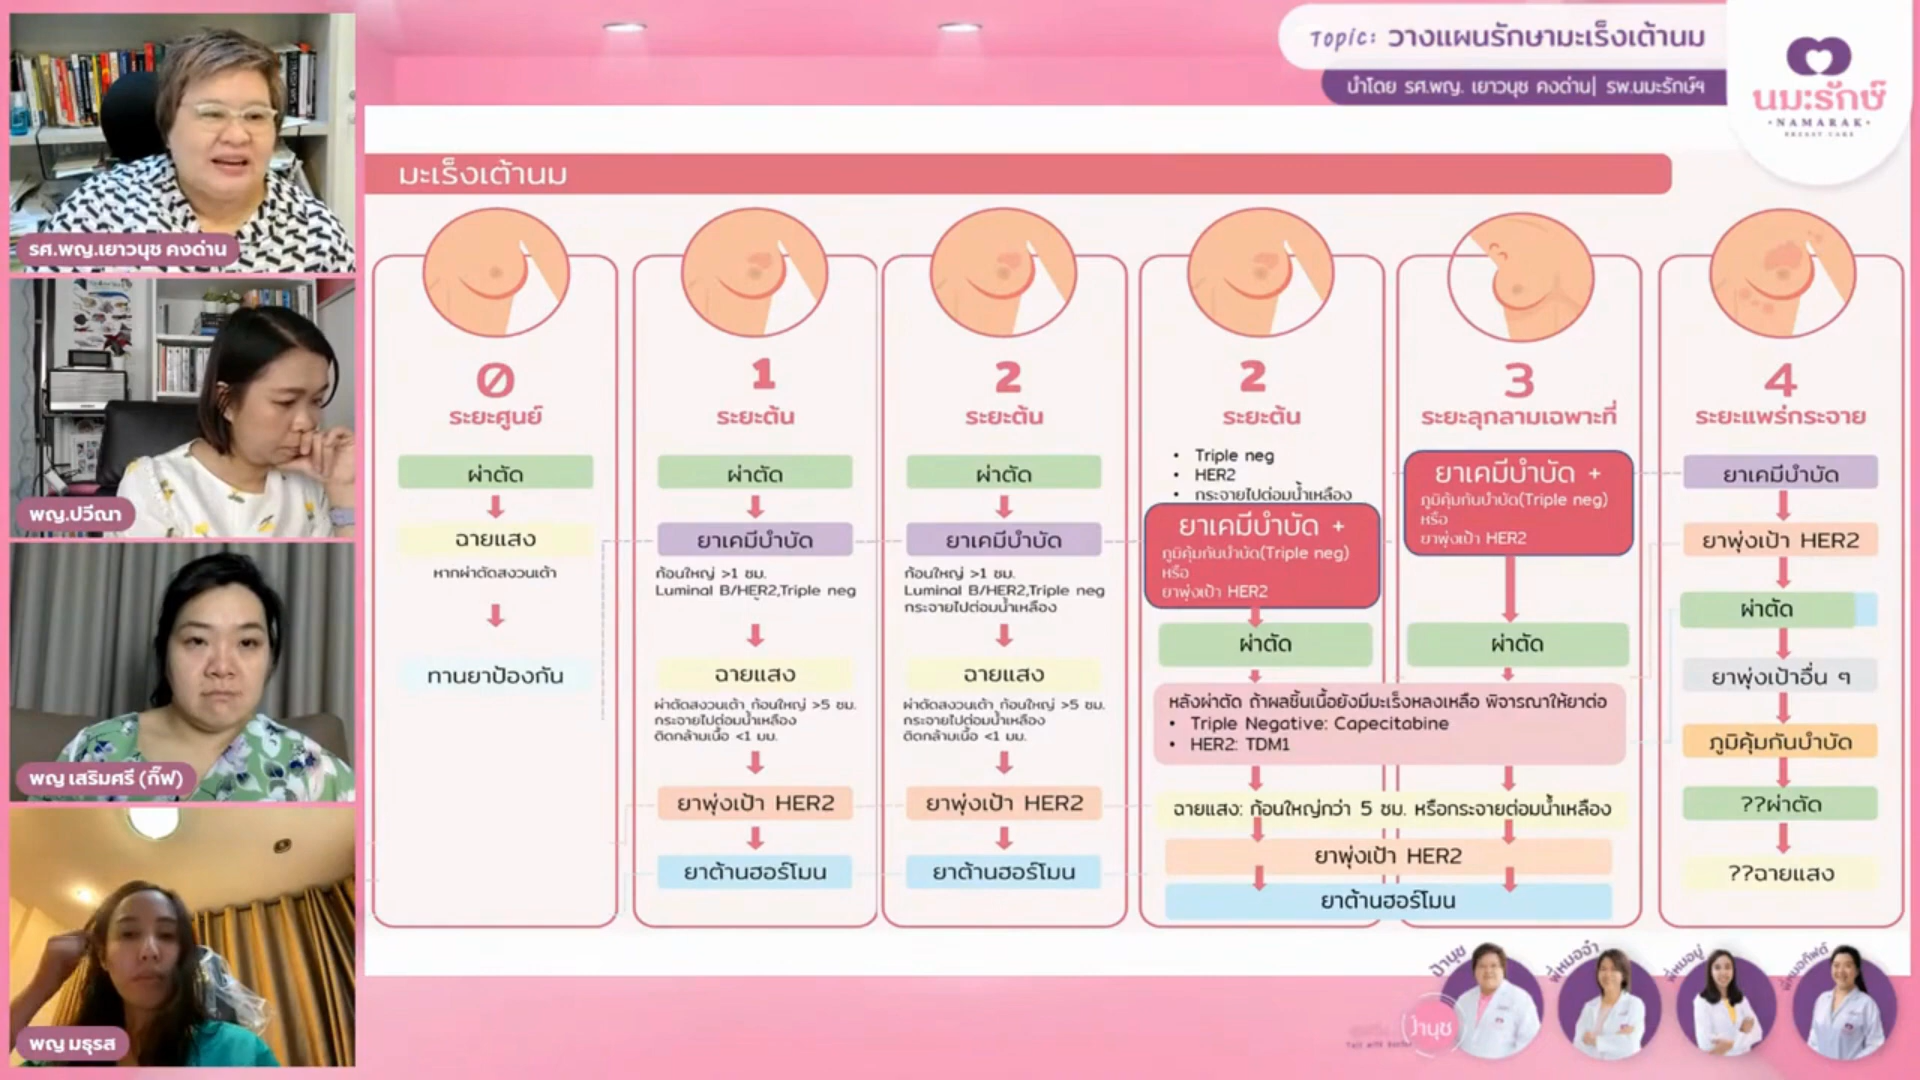 Topic: วางแผนรักษามะเร็งเต้านม
นำโดย รศ.พญ. เยาวนุช คงด่าน| รพ.นมะรักษ์ฯ
นมะรักษ์
• NAMARAK •
BREAST CARE
รศ.พญ.เยาวนุช คงด่าน
พญ.ปวีณา
พญ เสริมศรี (กิ๊ฟ)
พญ มธุรส
มะเร็งเต้านม
0
ระยะศูนย์
ผ่าตัด
ฉายแสง
หากผ่าตัดสงวนเต้า
ทานยาป้องกัน
1
ระยะต้น
ผ่าตัด
ยาเคมีบำบัด
ก้อนใหญ่ >1 ซม.
Luminal B/HER2,Triple neg
ฉายแสง
ผ่าตัดสงวนเต้า ก้อนใหญ่ >5 ซม.
กระจายไปต่อมน้ำเหลือง
ติดกล้ามเนื้อ <1 มม.
ยาพุ่งเป้า HER2
ยาต้านฮอร์โมน
2
ระยะต้น
ผ่าตัด
ยาเคมีบำบัด
ก้อนใหญ่ >1 ซม.
Luminal B/HER2,Triple neg
กระจายไปต่อมน้ำเหลือง
ฉายแสง
ผ่าตัดสงวนเต้า ก้อนใหญ่ >5 ซม.
กระจายไปต่อมน้ำเหลือง
ติดกล้ามเนื้อ <1 มม.
ยาพุ่งเป้า HER2
ยาต้านฮอร์โมน
2
ระยะต้น
• Triple neg
• HER2
• กระจายไปต่อมน้ำเหลือง
ยาเคมีบำบัด +
ภูมิคุ้มกันบำบัด(Triple neg)
หรือ
ยาพุ่งเป้า HER2
ผ่าตัด
3
ระยะลุกลามเฉพาะที่
ยาเคมีบำบัด +
ภูมิคุ้มกันบำบัด(Triple neg)
หรือ
ยาพุ่งเป้า HER2
ผ่าตัด
หลังผ่าตัด ถ้าผลชิ้นเนื้อยังมีมะเร็งหลงเหลือ พิจารณาให้ยาต่อ
• Triple Negative: Capecitabine
• HER2: TDM1
ฉายแสง: ก้อนใหญ่กว่า 5 ซม. หรือกระจายต่อมน้ำเหลือง
ยาพุ่งเป้า HER2
ยาต้านฮอร์โมน
4
ระยะแพร่กระจาย
ยาเคมีบำบัด
ยาพุ่งเป้า HER2
ผ่าตัด
ยาพุ่งเป้าอื่น ๆ
ภูมิคุ้มกันบำบัด
??ผ่าตัด
??ฉายแสง
ป้านุช
พี่หมออ๋ำ
พี่หมอกิฟต์
ป้านุช